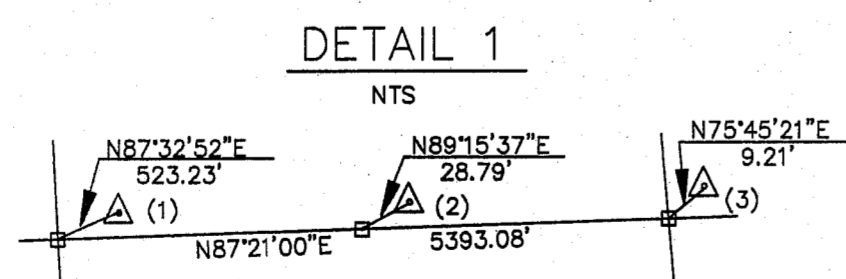 DETAIL 1
NTS
N87°32'52"E
523.23'
(1)
N89°15'37"E
28.79'
(2)
N75°45'21"E
9.21'
(3)
N87°21'00"E
5393.08'